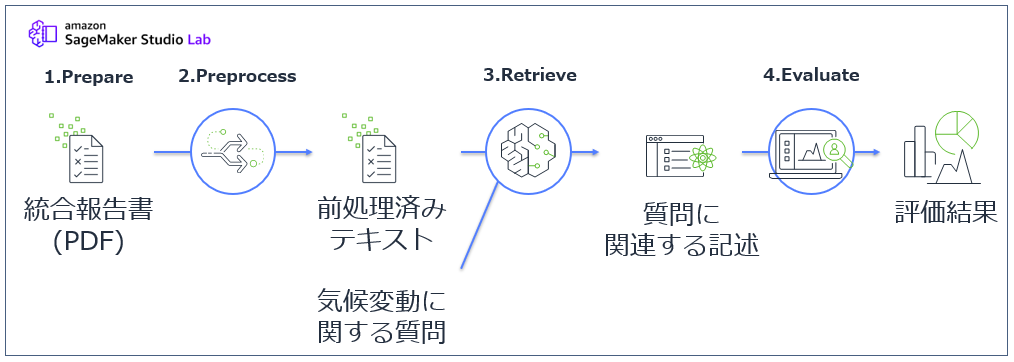 amazon
SageMaker Studio Lab
1.Prepare
2.Preprocess
3.Retrieve
4.Evaluate
統合報告書
(PDF)
前処理済み
テキスト
気候変動に
関する質問
質問に
関連する記述
評価結果